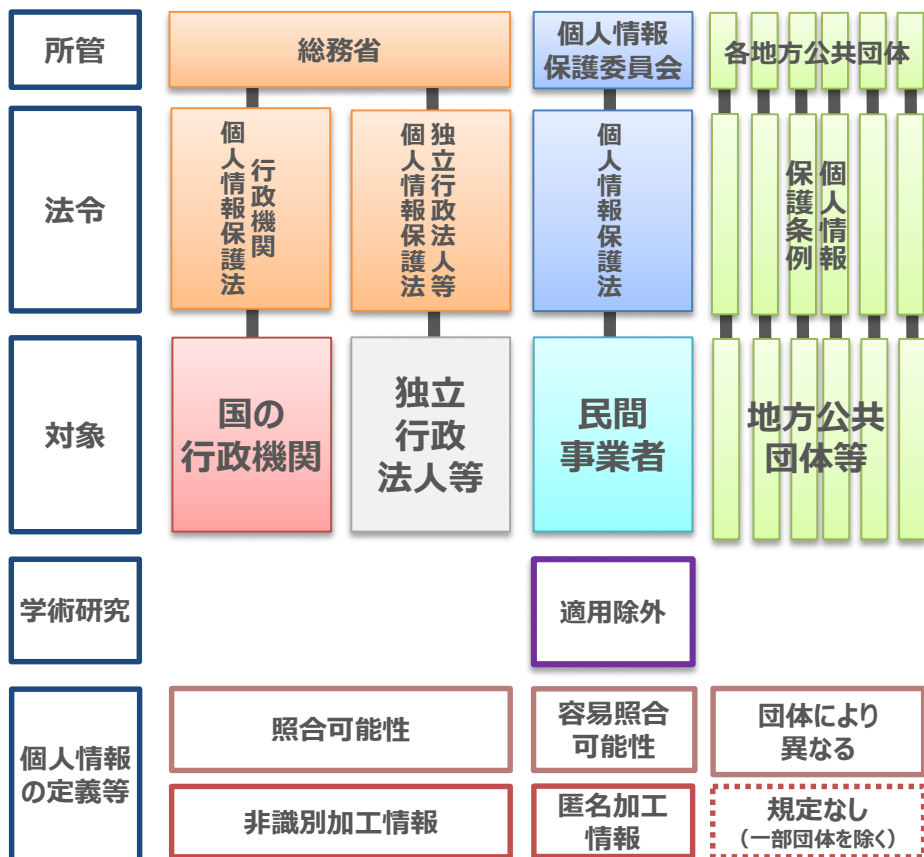 所管
総務省
個人情報
保護委員会
各地方公共団体
法令
行政機関
個人情報保護法
独立行政法人等
個人情報保護法
個人情報保護法
個人情報
保護条例
対象
国の
行政機関
独立
行政
法人等
民間
事業者
地方公共
団体等
学術研究
適用除外
個人情報
の定義等
照合可能性
容易照合
可能性
団体により
異なる
非識別加工情報
匿名加工
情報
規定なし
(一部団体を除く)